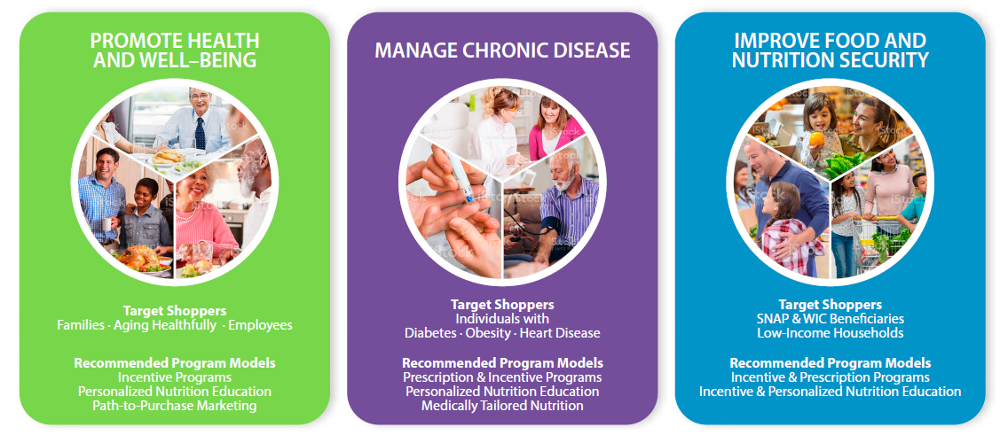 PROMOTE HEALTH
AND WELL–BEING
Target Shoppers
Families · Aging Healthfully · Employees
Recommended Program Models
Incentive Programs
Personalized Nutrition Education
Path-to-Purchase Marketing
MANAGE CHRONIC DISEASE
iStock
Target Shoppers
Individuals with
Diabetes · Obesity · Heart Disease
Recommended Program Models
Prescription & Incentive Programs
Personalized Nutrition Education
Medically Tailored Nutrition
IMPROVE FOOD AND
NUTRITION SECURITY
iStock
Target Shoppers
SNAP & WIC Beneficiaries
Low-Income Households
Recommended Program Models
Incentive & Prescription Programs
Incentive & Personalized Nutrition Education